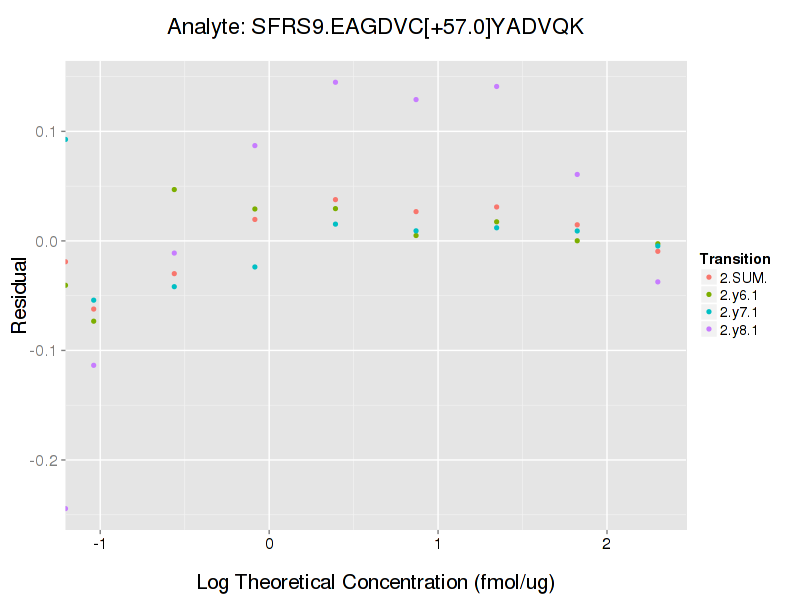 Analyte: SFRS9.EAGDVC[+57.0]YADVQK
0.1
0.0
-0.1
-0.2
Residual
-1 0 1 2
Log Theoretical Concentration (fmol/ug)
Transition
2.SUM.
2.y6.1
2.y7.1
2.y8.1